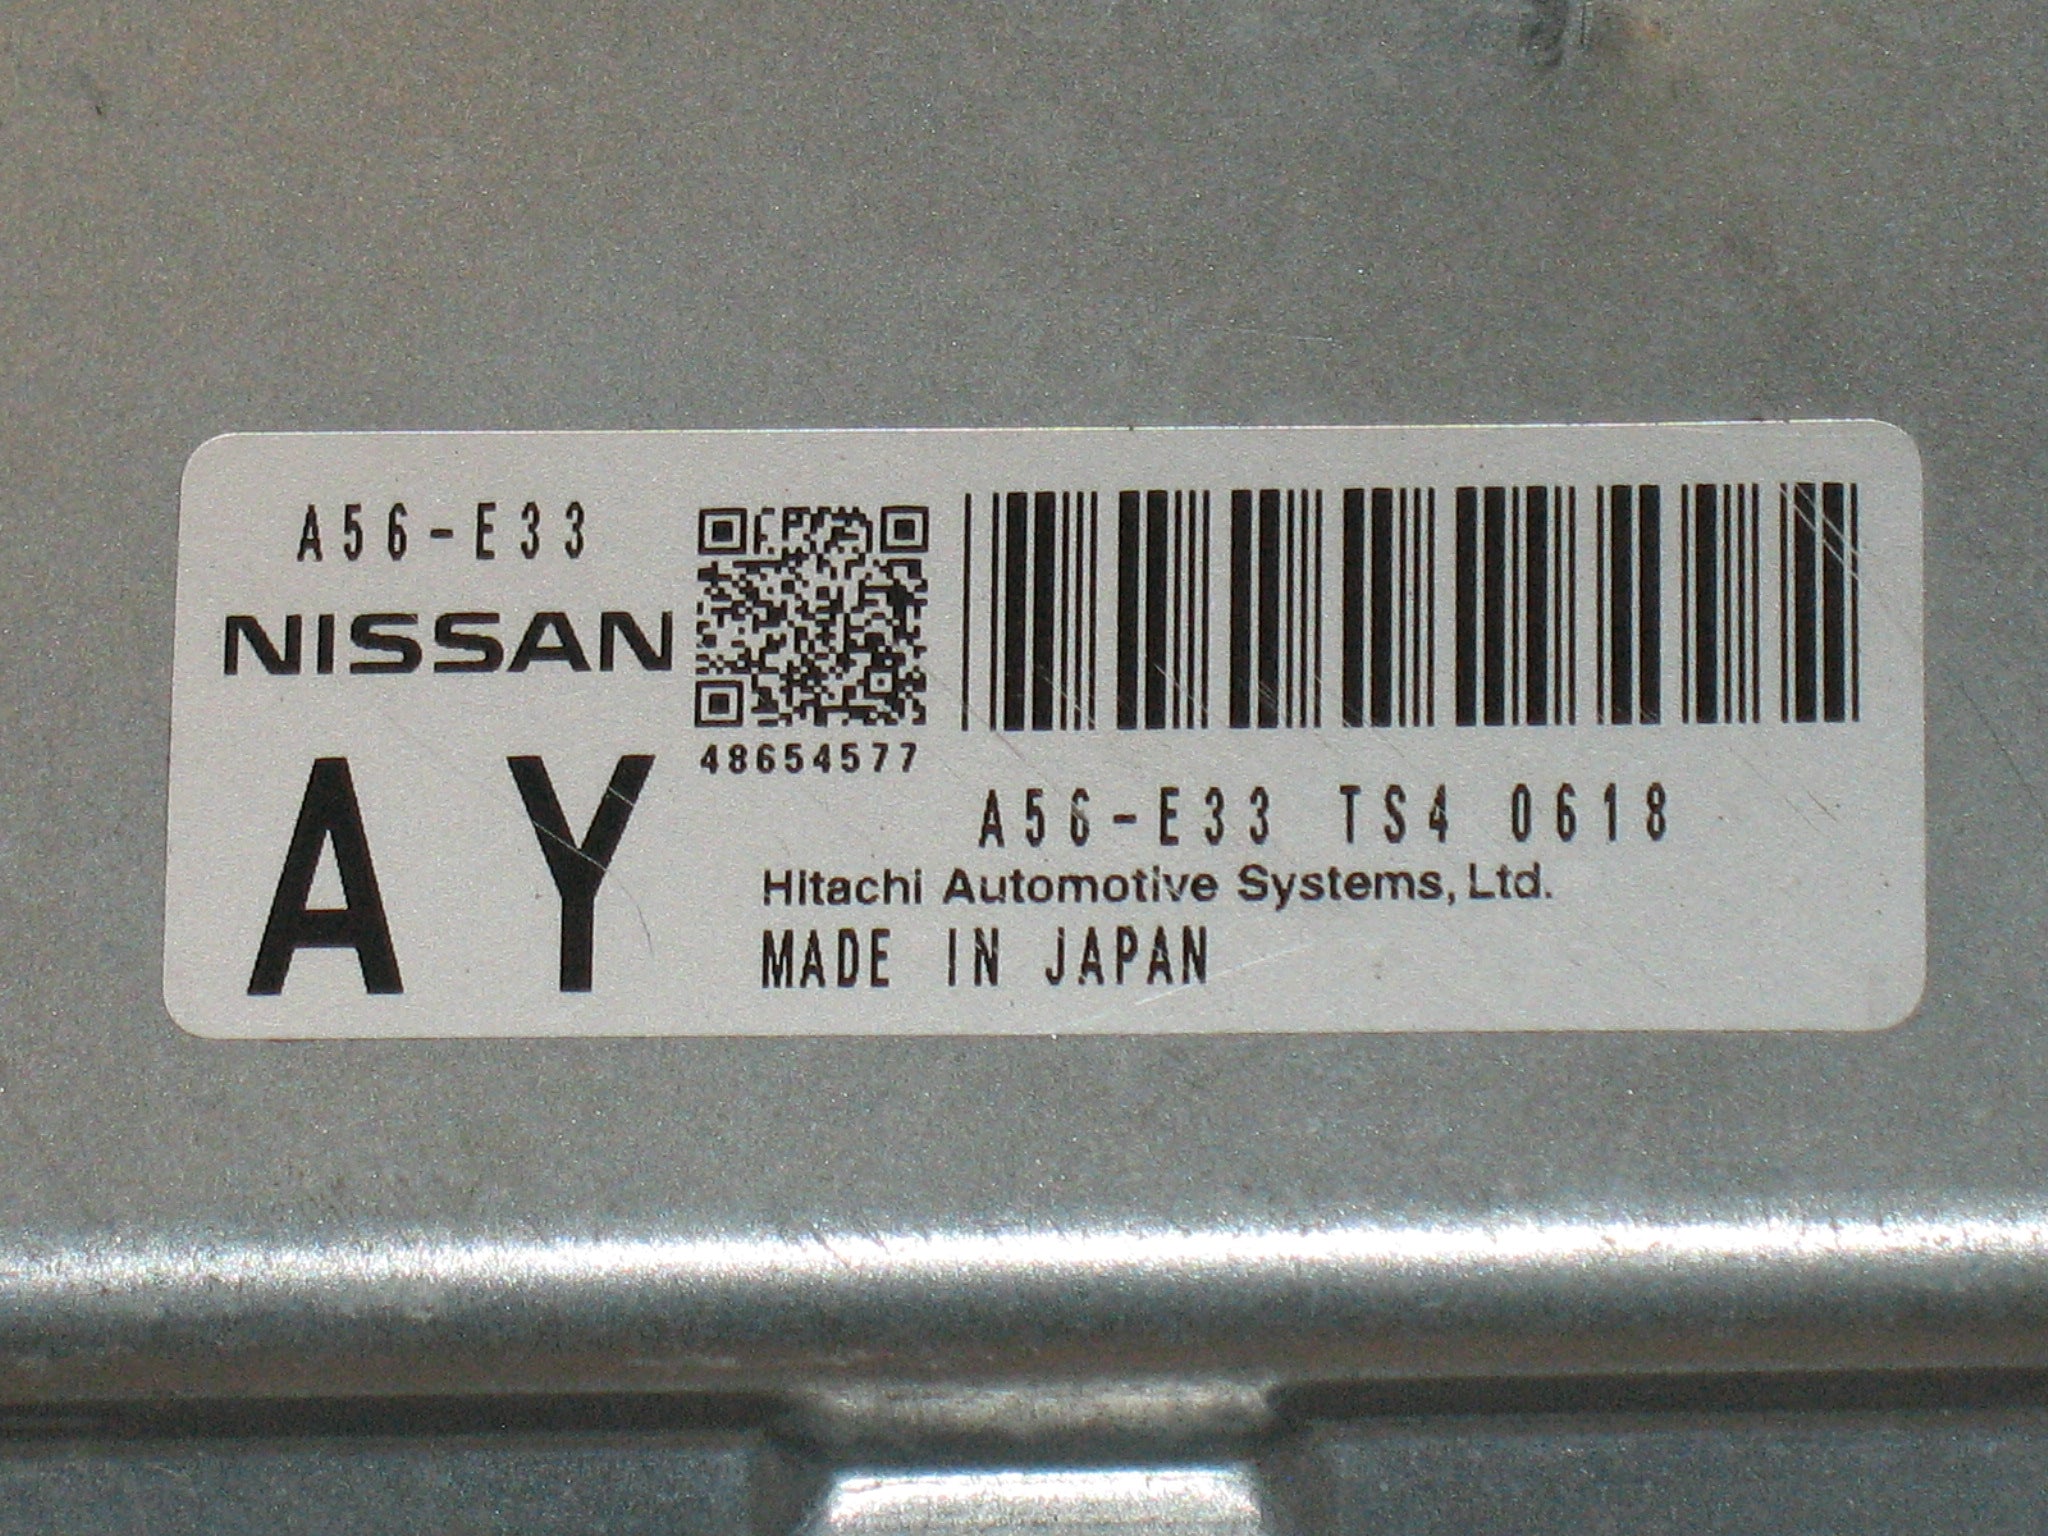 A56-E33
NISSAN
A Y
48654577
A56-E33 TS4 0618
Hitachi Automotive Systems, Ltd.
MADE IN JAPAN